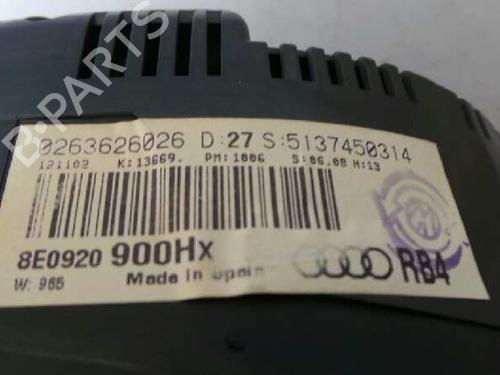 B-PARTS
0263626026 D:27 S:5137450314
121102 K:13669. PM:1006 S:06.08 H:13
8E0920 900HX
W: 965 Made in Spain RB4